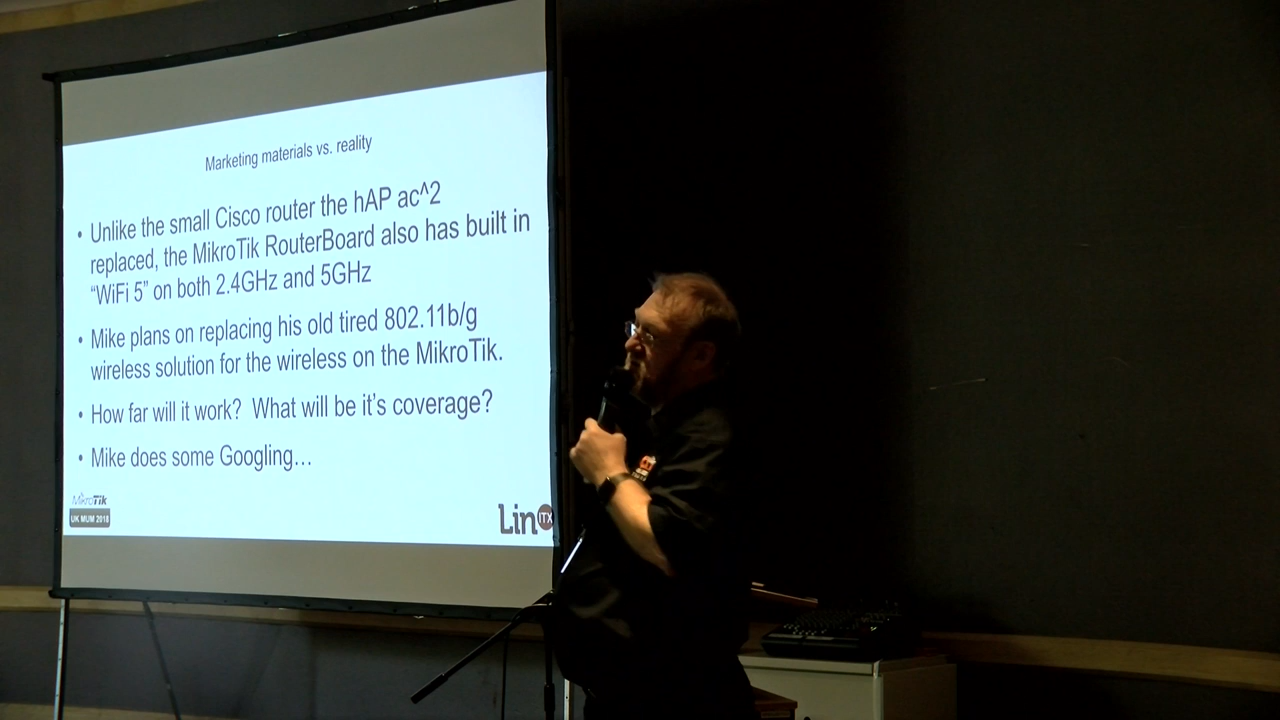 Marketing materials vs. reality
• Unlike the small Cisco router the hAP ac^2
replaced, the MikroTik RouterBoard also has built in
“WiFi 5” on both 2.4GHz and 5GHz
• Mike plans on replacing his old tired 802.11b/g
wireless solution for the wireless on the MikroTik.
• How far will it work?  What will be it’s coverage?
• Mike does some Googling…
MikroTik
UK MUM 2018
Lin ITX